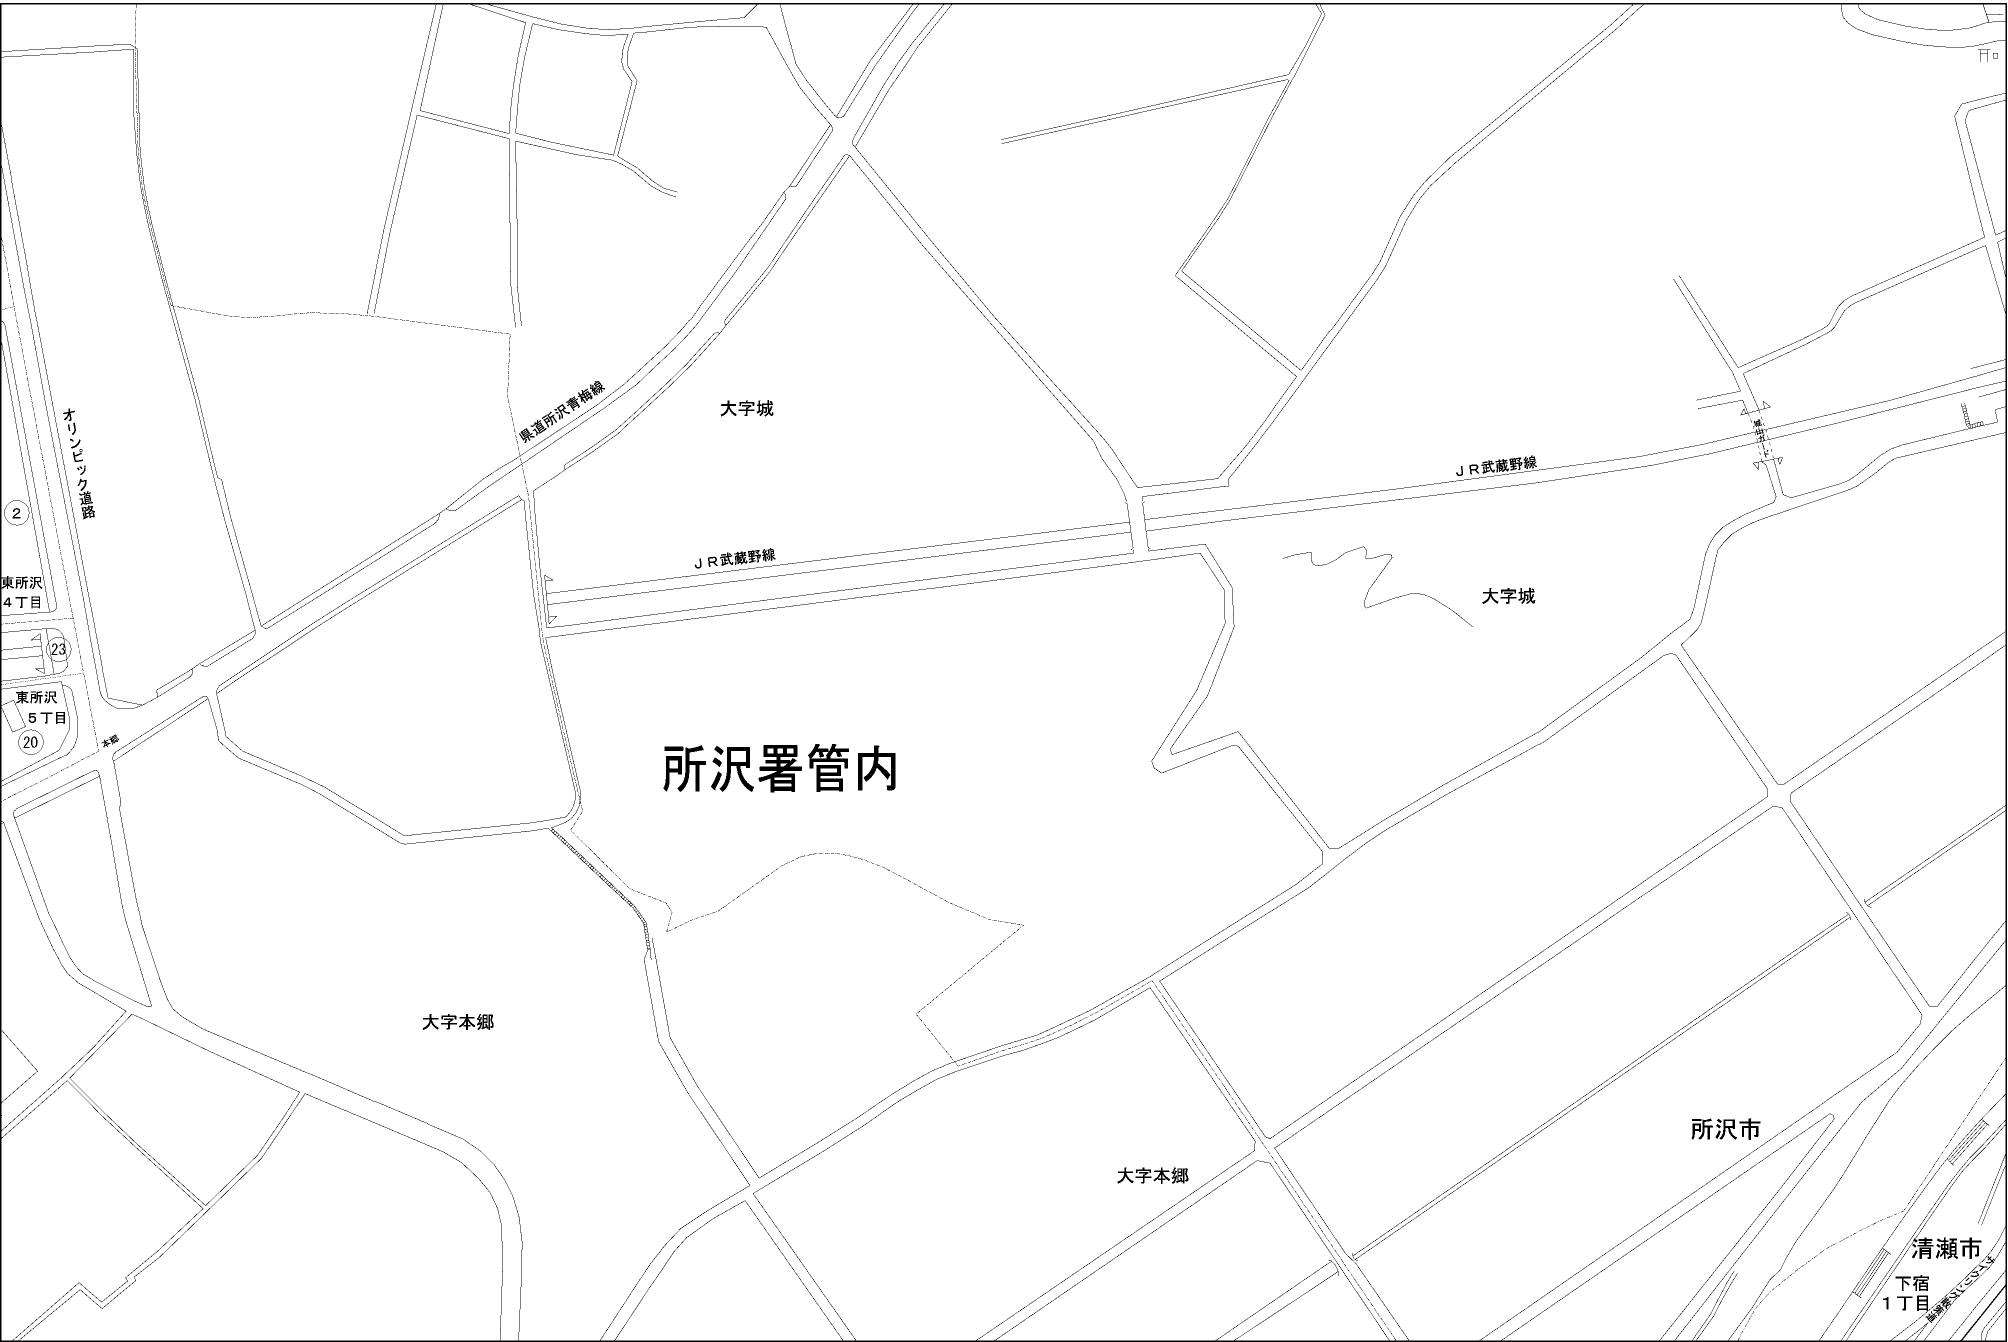 県道所沢青梅線
大字城
オリンピック道路
ＪＲ武蔵野線
2
ＪＲ武蔵野線
東所沢
４丁目
大字城
23
東所沢
５丁目
20
本郷
所沢署管内
大字本郷
所沢市
大字本郷
清瀬市
下宿
１丁目